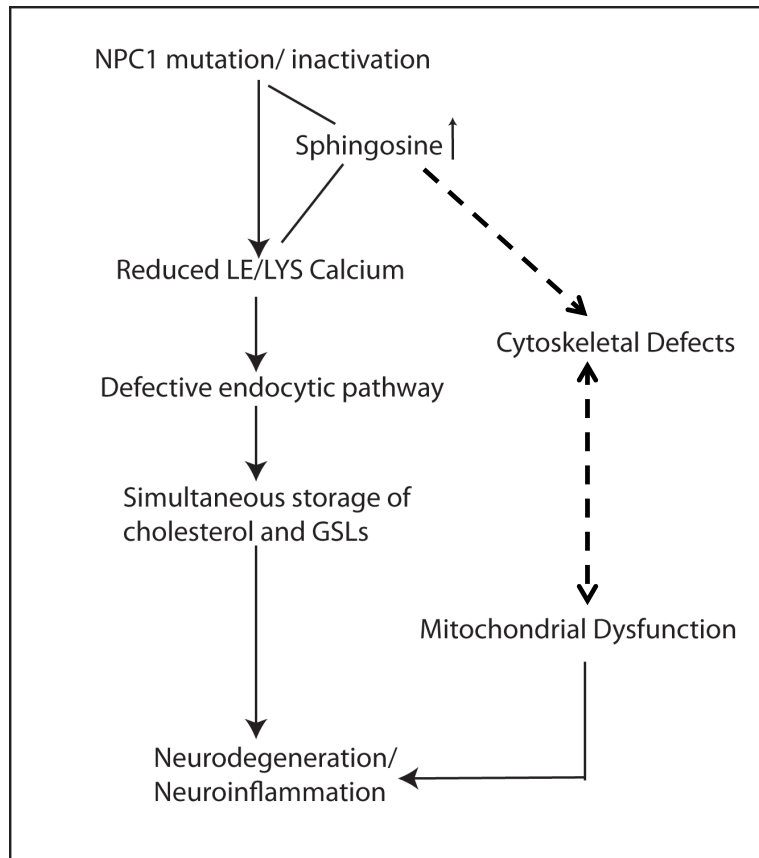 NPC1 mutation/ inactivation
Sphingosine
Reduced LE/LYS Calcium
Cytoskeletal Defects
Defective endocytic pathway
Simultaneous storage of
cholesterol and GSLs
Mitochondrial Dysfunction
Neurodegeneration/
Neuroinflammation